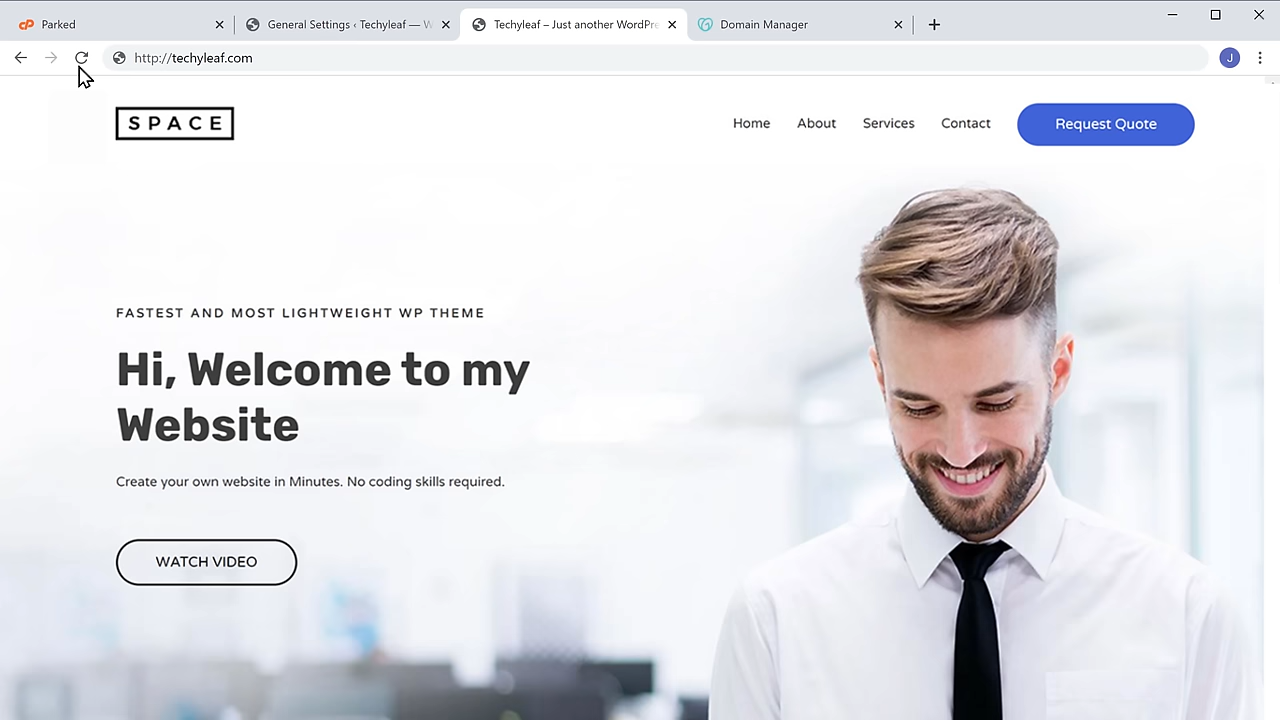 Parked
General Settings ‹ Techyleaf — W
Techyleaf – Just another WordPre
Domain Manager
http://techyleaf.com
J
SPACE
Home
About
Services
Contact
Request Quote
FASTEST AND MOST LIGHTWEIGHT WP THEME
Hi, Welcome to my
Website
Create your own website in Minutes. No coding skills required.
WATCH VIDEO